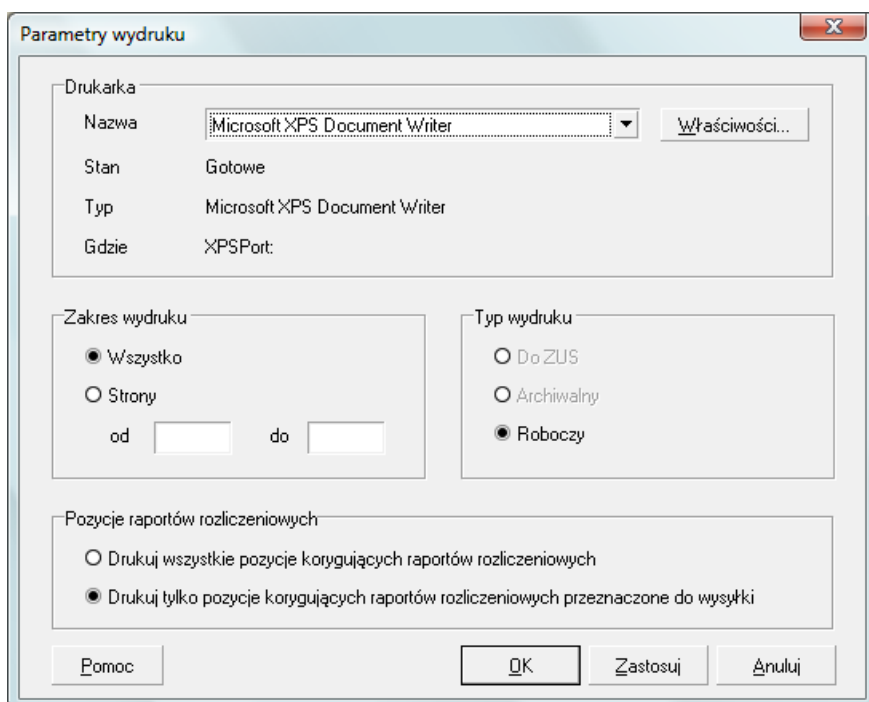 Parametry wydruku
Drukarka
Nazwa Microsoft XPS Document Writer Właściwości...
Stan Gotowe
Typ Microsoft XPS Document Writer
Gdzie XPSPort:
Zakres wydruku
Wszystko
Strony
od do
Typ wydruku
Do ZUS
Archiwalny
Roboczy
Pozycje raportów rozliczeniowych
Drukuj wszystkie pozycje korygujących raportów rozliczeniowych
Drukuj tylko pozycje korygujących raportów rozliczeniowych przeznaczone do wysyłki
Pomoc OK Zastosuj Anuluj